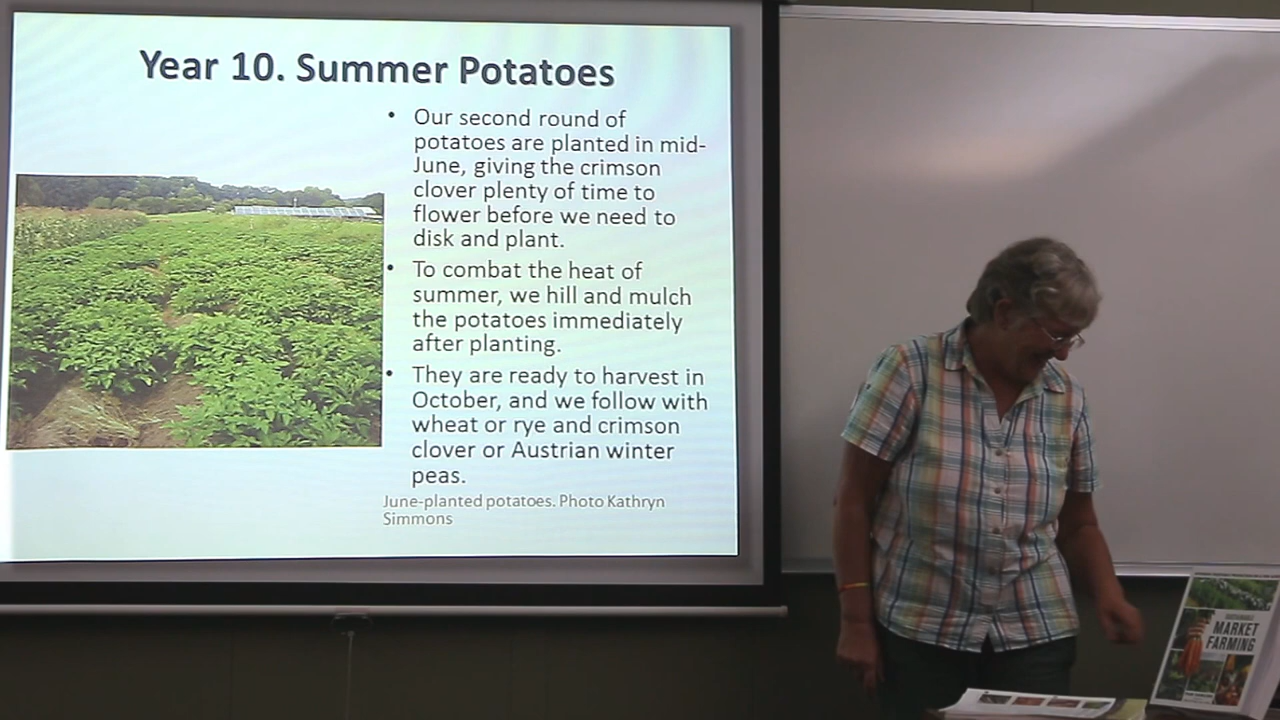 Year 10. Summer Potatoes
• Our second round of
potatoes are planted in mid-
June, giving the crimson
clover plenty of time to
flower before we need to
disk and plant.
• To combat the heat of
summer, we hill and mulch
the potatoes immediately
after planting.
• They are ready to harvest in
October, and we follow with
wheat or rye and crimson
clover or Austrian winter
peas.
June-planted potatoes. Photo Kathryn
Simmons
SUSTAINABLE
MARKET
FARMING